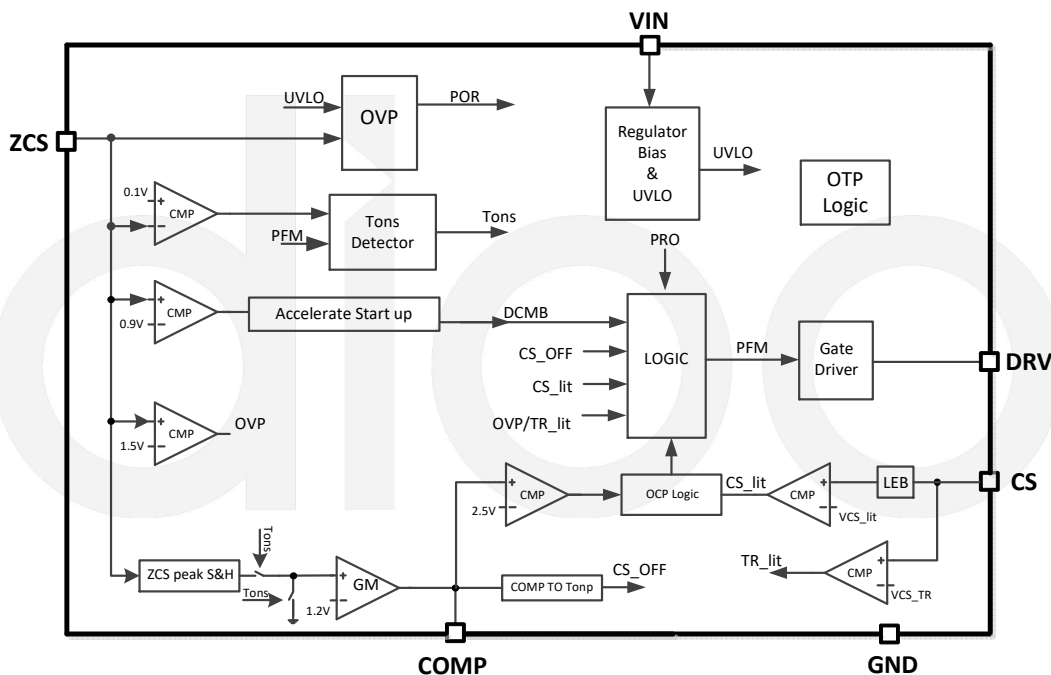 VIN
UVLO
OVP
POR
ZCS
Regulator
Bias
&
UVLO
UVLO
OTP
Logic
0.1V
+
CMP
−
PFM
Tons
Detector
Tons
PRO
+
CMP
0.9V
−
Accelerate Start up
DCMB
CS_OFF
CS_lit
OVP/TR_lit
LOGIC
PFM
Gate
Driver
DRV
+
CMP
1.5V
−
OVP
+
CMP
2.5V
−
OCP Logic
CS_lit
+
CMP
−
VCS_lit
LEB
CS
Tons
ZCS peak S&H
Tons
+
GM
1.2V
−
COMP TO Tonp
CS_OFF
TR_lit
+
CMP
−
VCS_TR
COMP
GND
dioo